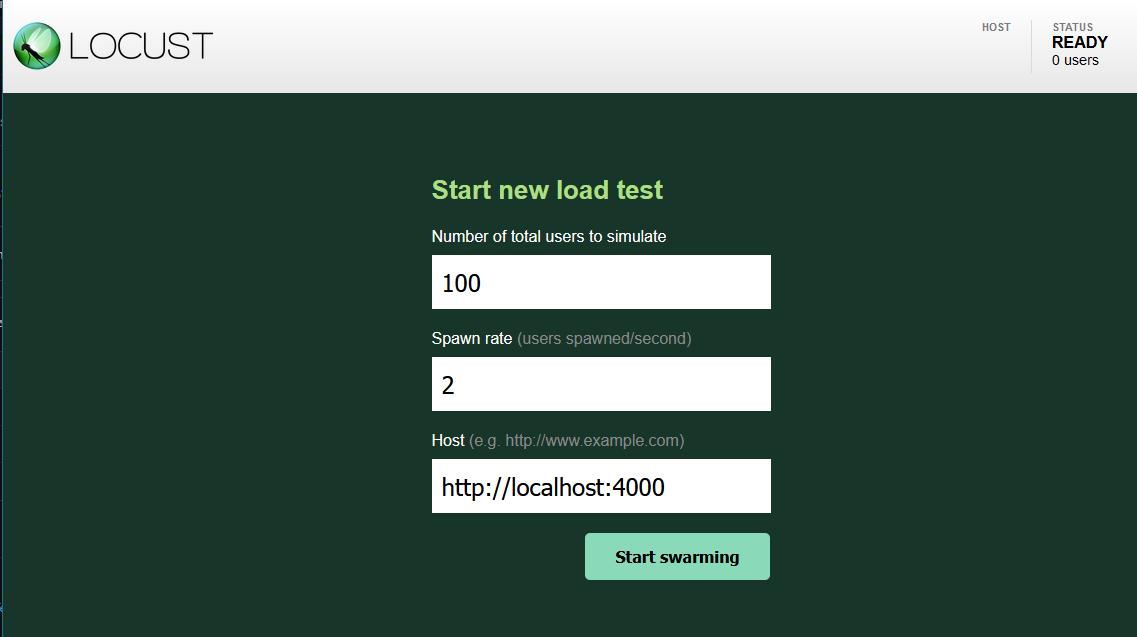 LOCUST
HOST
STATUS
READY
0 users
Start new load test
Number of total users to simulate
100
Spawn rate (users spawned/second)
2
Host (e.g. http://www.example.com)
http://localhost:4000
Start swarming